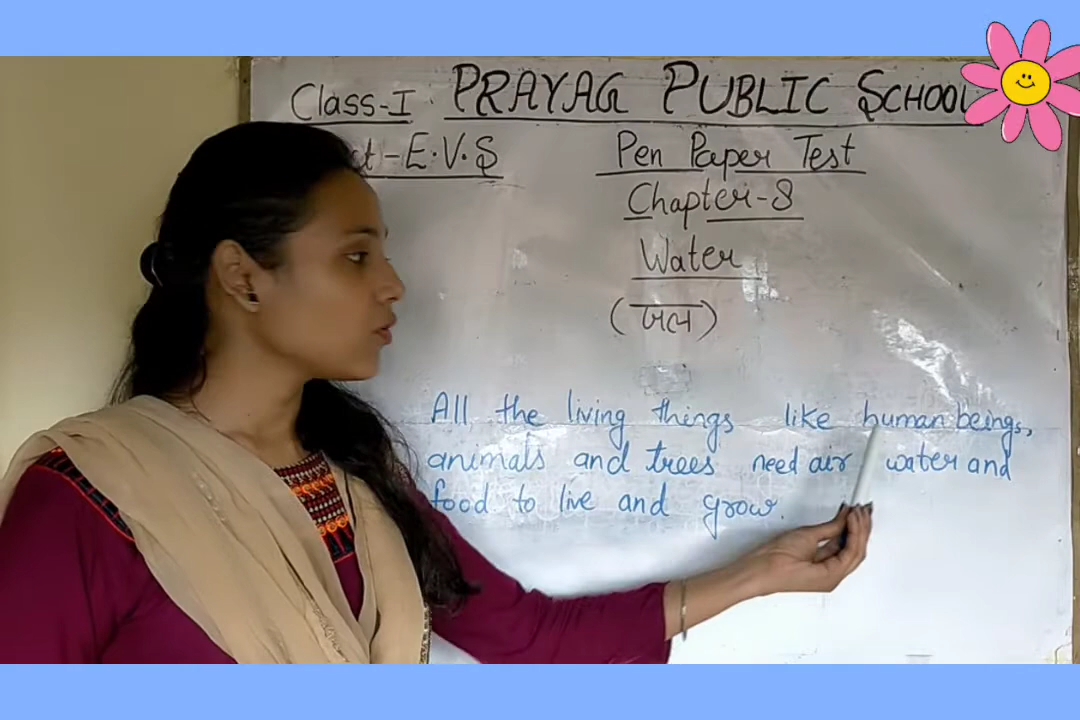 Class-I PRAYAG PUBLIC SCHOOL
E.V.S Pen Paper Test
Chapter-8
Water
(जल)
All the living things like human beings,
animals and trees need air water and
food to live and grow.